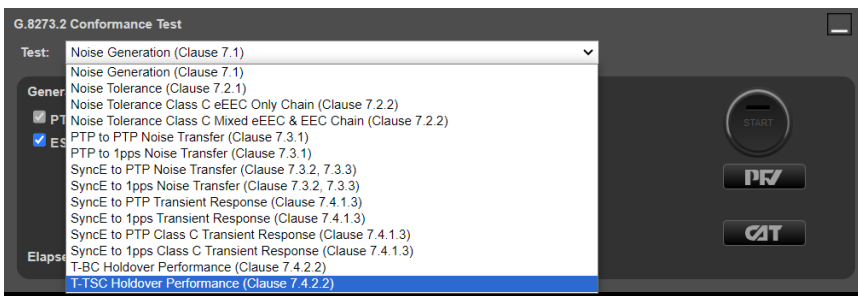 G.8273.2 Conformance Test
Test: Noise Generation (Clause 7.1)
Noise Generation (Clause 7.1)
Noise Tolerance (Clause 7.2.1)
Noise Tolerance Class C eEEC Only Chain (Clause 7.2.2)
Noise Tolerance Class C Mixed eEEC & EEC Chain (Clause 7.2.2)
PTP to PTP Noise Transfer (Clause 7.3.1)
PTP to 1pps Noise Transfer (Clause 7.3.1)
SyncE to PTP Noise Transfer (Clause 7.3.2, 7.3.3)
SyncE to 1pps Noise Transfer (Clause 7.3.2, 7.3.3)
SyncE to PTP Transient Response (Clause 7.4.1.3)
SyncE to 1pps Transient Response (Clause 7.4.1.3)
SyncE to PTP Class C Transient Response (Clause 7.4.1.3)
SyncE to 1pps Class C Transient Response (Clause 7.4.1.3)
T-BC Holdover Performance (Clause 7.4.2.2)
T-TSC Holdover Performance (Clause 7.4.2.2)
Gener
PT
ES
Elapse
START
PFV
CAT